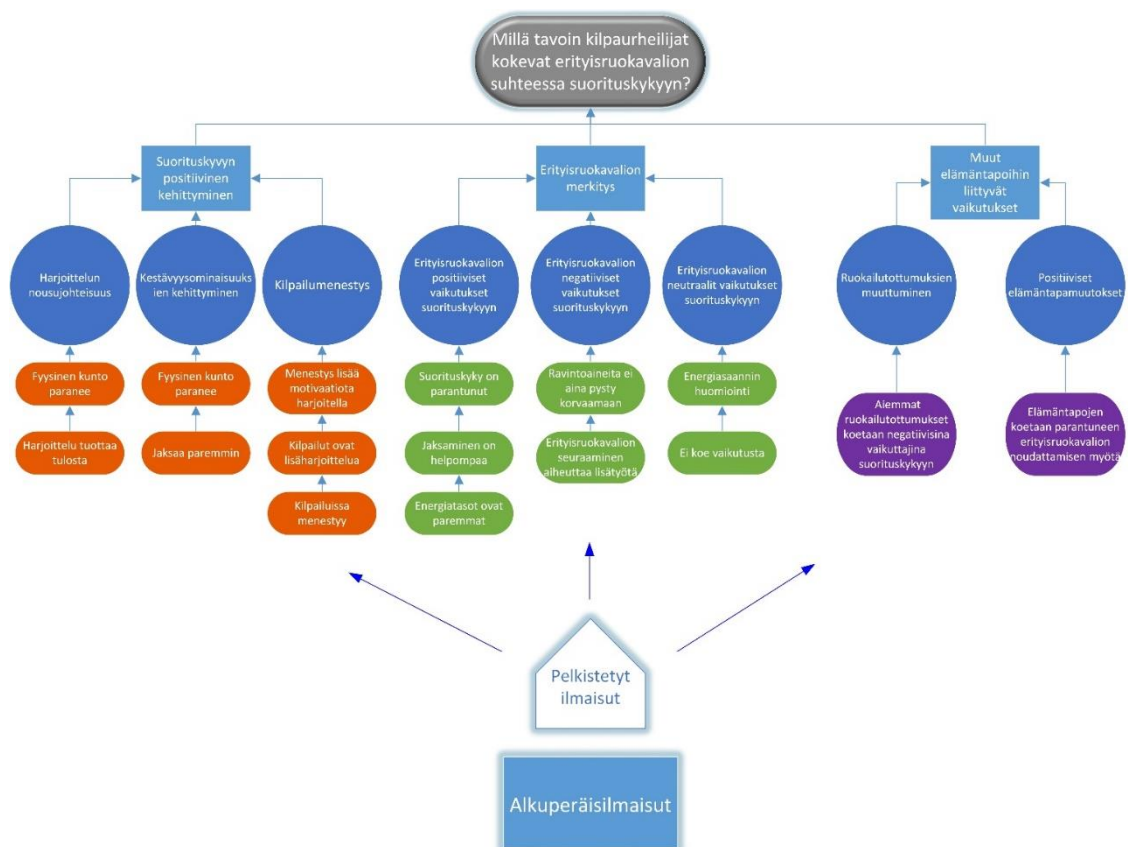 Millä tavoin kilpaurheilijat
kokevat erityisruokavalion
suhteessa suorituskykyyn?
Suorituskyvyn
positiivinen
kehittyminen
Erityisruokavalion
merkitys
Muut
elämäntapoihin
liittyvät
vaikutukset
Harjoittelun
nousujohteisuus
Kestävyysominaisuuks
ien kehittyminen
Kilpailumenestys
Erityisruokavalion
positiiviset
vaikutukset
suorituskykyyn
Erityisruokavalion
negatiiviset
vaikutukset
suorituskykyyn
Erityisruokavalion
neutraalit vaikutukset
suorituskykyyn
Ruokailutottumuksien
muuttuminen
Positiiviset
elämäntapamuutokset
Fyysinen kunto
paranee
Fyysinen kunto
paranee
Menestys lisää
motivaatiota
harjoitella
Suorituskyky on
parantunut
Ravintoaineita ei
aina pysty
korvaamaan
Energiasaannin
huomiointi
Aiemmat
ruokailutottumukset
koetaan negatiivisina
vaikuttajina
suorituskykyyn
Elämäntapojen
koetaan parantuneen
erityisruokavalion
noudattamisen myötä
Harjoittelu tuottaa
tulosta
Jaksaa paremmin
Kilpailut ovat
lisäharjoittelua
Jaksaminen on
helpompaa
Erityisruokavalion
seuraaminen
aiheuttaa lisätyötä
Ei koe vaikutusta
Kilpailuissa
menestyy
Energiatasot ovat
paremmat
Pelkistetyt
ilmaisut
Alkuperäisilmaisut